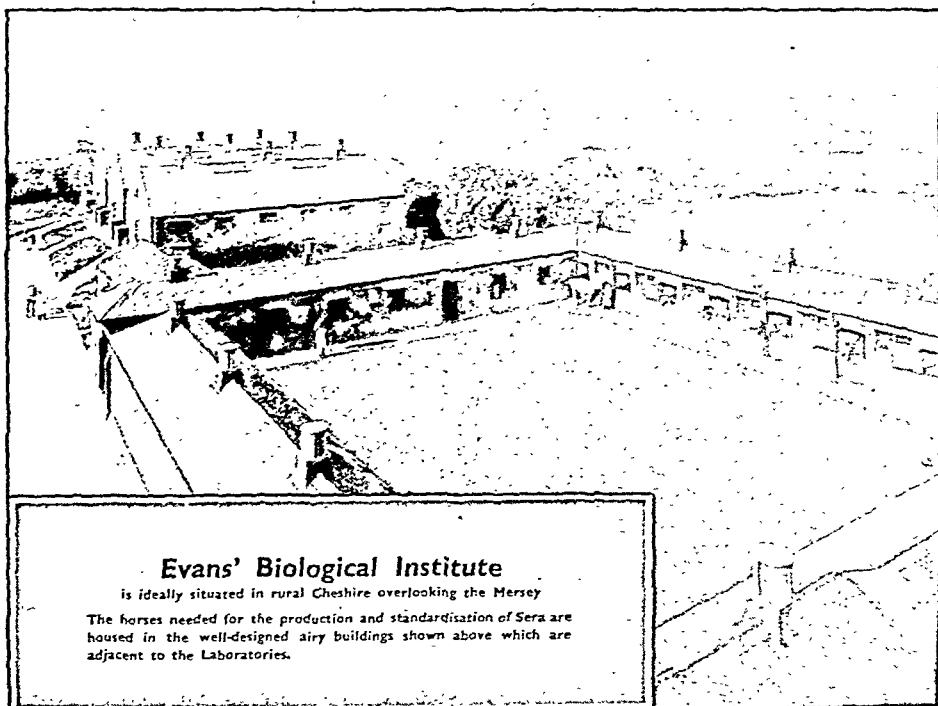 Evans' Biological Institute
is ideally situated in rural Cheshire overlooking the Mersey
The horses needed for the production and standardisation of Sera are
housed in the well-designed airy buildings shown above which are
adjacent to the Laboratories.